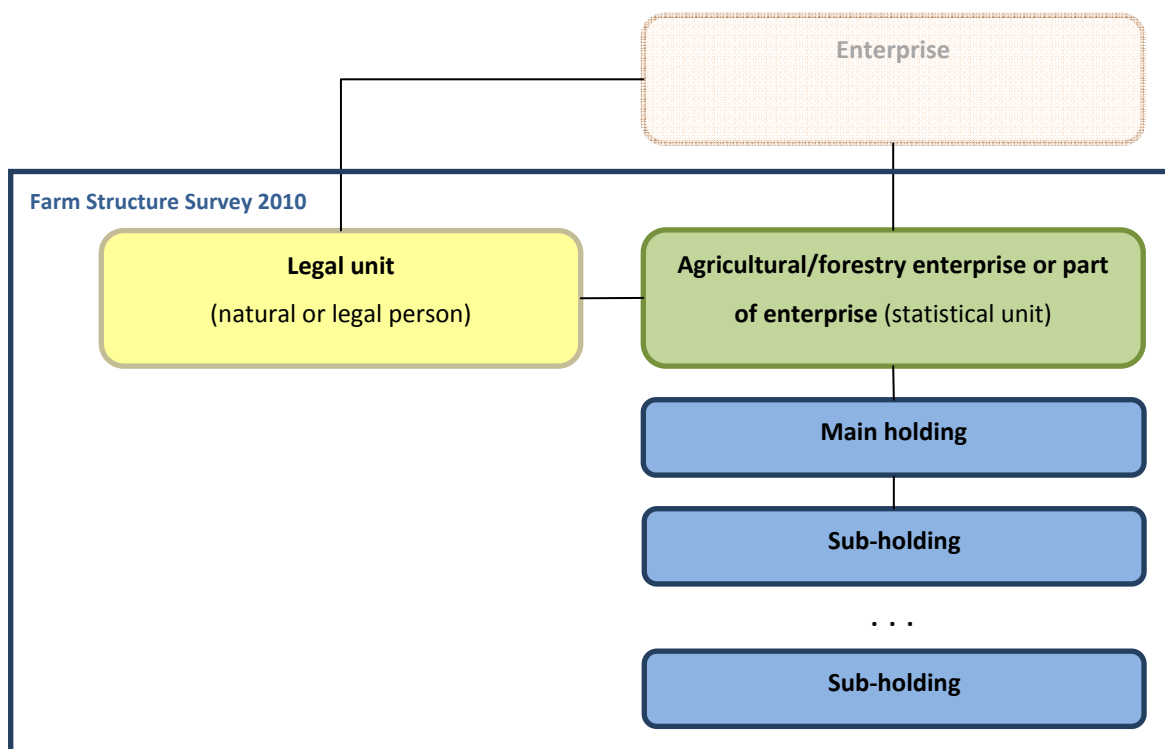 Enterprise
Farm Structure Survey 2010
Legal unit
(natural or legal person)
Agricultural/forestry enterprise or part
of enterprise (statistical unit)
Main holding
Sub-holding
. . .
Sub-holding